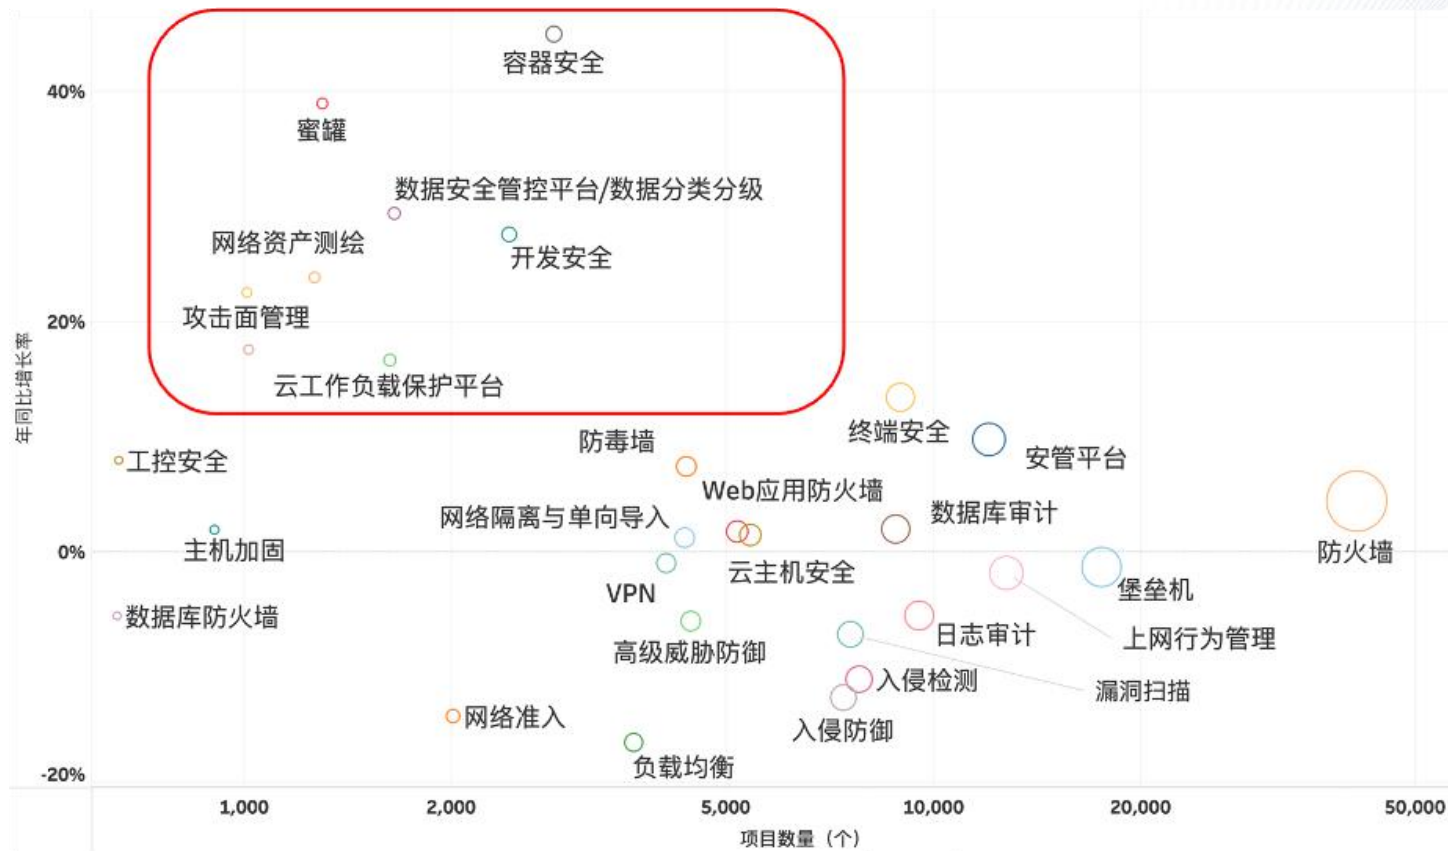 容器安全
40%
蜜罐
数据安全管控平台/数据分类分级
网络资产测绘
开发安全
攻击面管理
20%
年同比增长率
云工作负载保护平台
终端安全
防毒墙
安管平台
工控安全
Web应用防火墙
数据库审计
网络隔离与单向导入
主机加固
0%
防火墙
云主机安全
VPN
堡垒机
数据库防火墙
日志审计
上网行为管理
高级威胁防御
入侵检测
漏洞扫描
网络准入
入侵防御
负载均衡
-20%
1,000
2,000
5,000
10,000
20,000
50,000
项目数量（个）